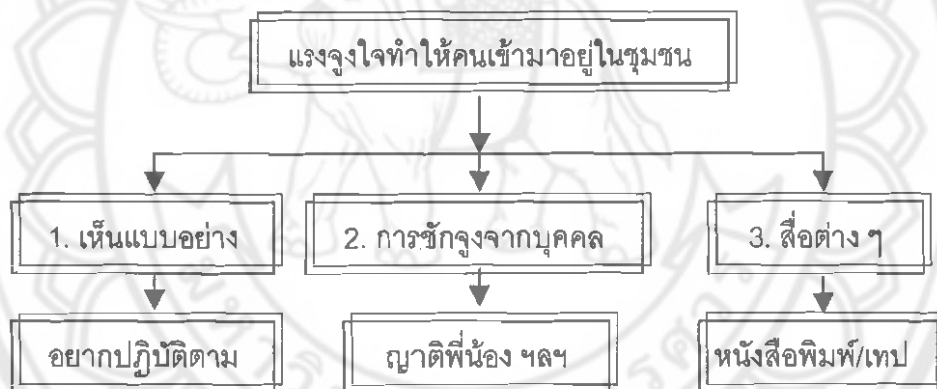 แรงจูงใจทำให้คนเข้ามาอยู่ในชุมชน
1. เห็นแบบอย่าง
2. การชักจูงจากบุคคล
3. สื่อต่าง ๆ
อยากปฏิบัติตาม
ญาติพี่น้อง ฯลฯ
หนังสือพิมพ์/เทป